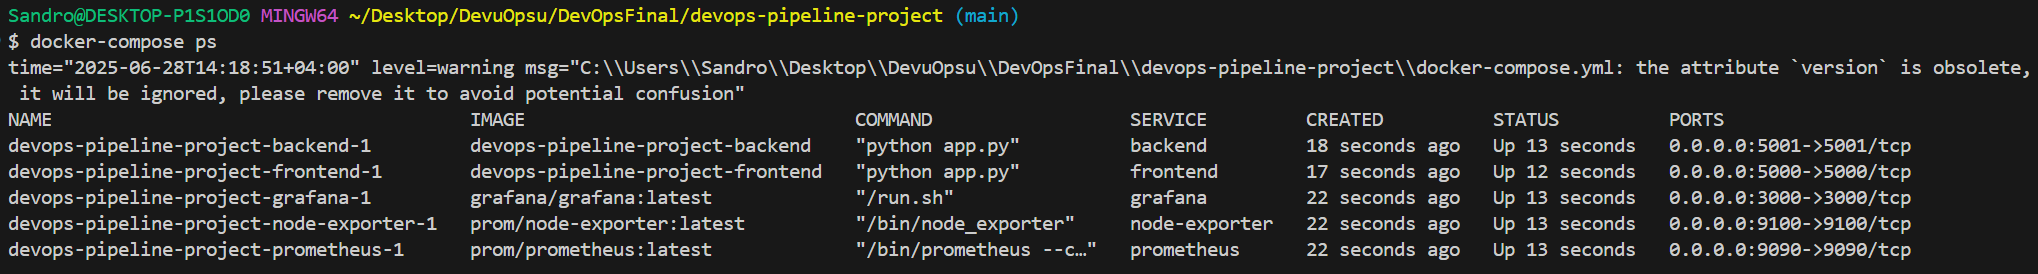 Sandro@DESKTOP-P1S1OD0 MINGW64 ~/Desktop/DevuOpsu/DevOpsFinal/devops-pipeline-project (main)
$ docker-compose ps
time="2025-06-28T14:18:51+04:00" level=warning msg="C:\\Users\\Sandro\\Desktop\\DevuOpsu\\DevOpsFinal\\devops-pipeline-project\\docker-compose.yml: the attribute `version` is obsolete,
it will be ignored, please remove it to avoid potential confusion"
NAME IMAGE COMMAND SERVICE CREATED STATUS PORTS
devops-pipeline-project-backend-1 devops-pipeline-project-backend "python app.py" backend 18 seconds ago Up 13 seconds 0.0.0.0:5001->5001/tcp
devops-pipeline-project-frontend-1 devops-pipeline-project-frontend "python app.py" frontend 17 seconds ago Up 12 seconds 0.0.0.0:5000->5000/tcp
devops-pipeline-project-grafana-1 grafana/grafana:latest "/run.sh" grafana 22 seconds ago Up 13 seconds 0.0.0.0:3000->3000/tcp
devops-pipeline-project-node-exporter-1 prom/node-exporter:latest "/bin/node_exporter" node-exporter 22 seconds ago Up 13 seconds 0.0.0.0:9100->9100/tcp
devops-pipeline-project-prometheus-1 prom/prometheus:latest "/bin/prometheus --c…" prometheus 22 seconds ago Up 13 seconds 0.0.0.0:9090->9090/tcp